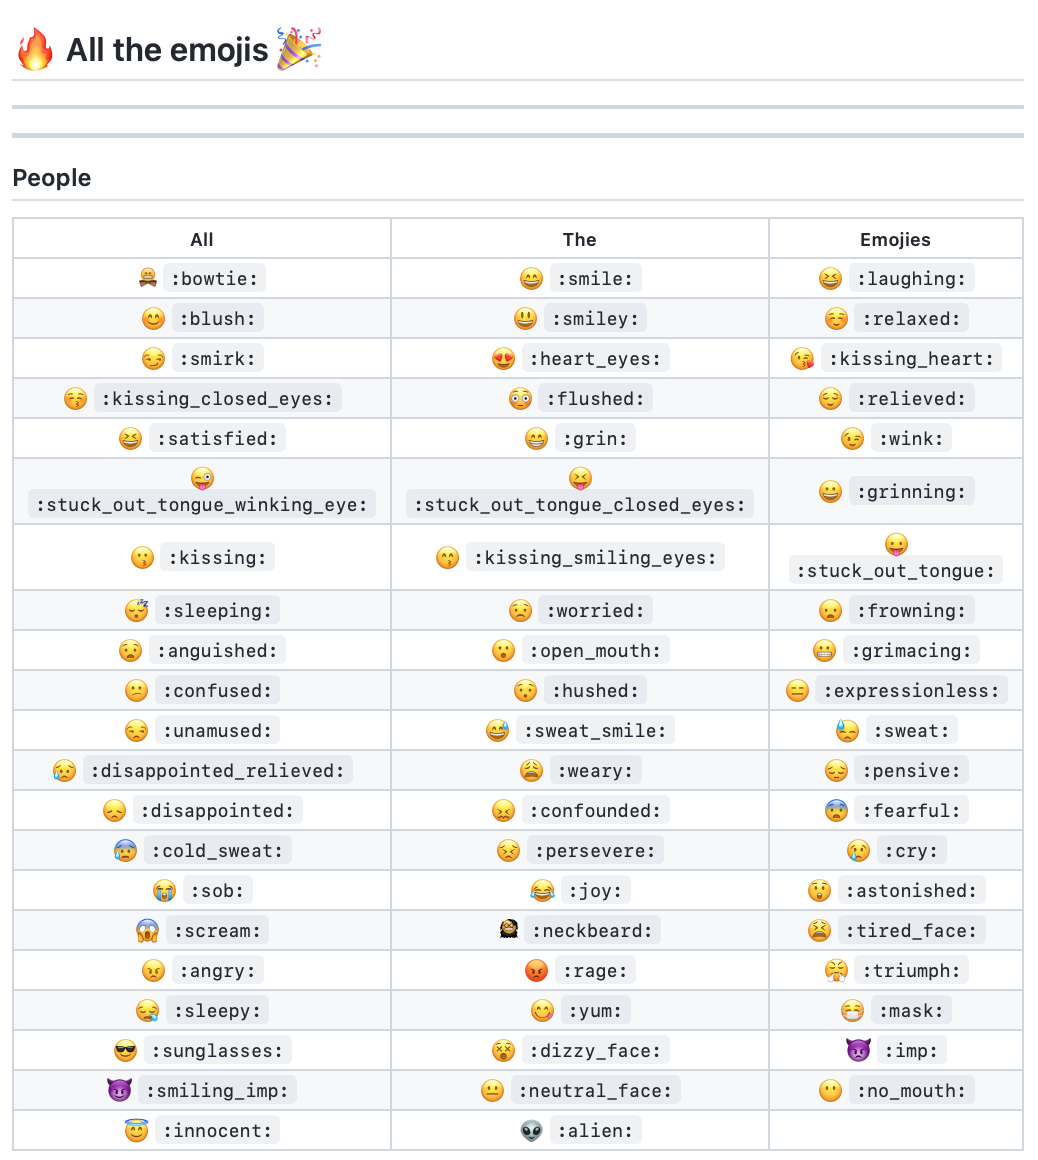 🔥 All the emojis 🎉
People
All The Emojies
:bowtie: 😄 :smile: 😆 :laughing:
😊 :blush: 😃 :smiley: ☺️ :relaxed:
😏 :smirk: 😍 :heart_eyes: 😘 :kissing_heart:
😚 :kissing_closed_eyes: 😳 :flushed: 😌 :relieved:
😆 :satisfied: 😁 :grin: 😉 :wink:
😜 :stuck_out_tongue_winking_eye: 😝 :stuck_out_tongue_closed_eyes: 😀 :grinning:
😗 :kissing: 😙 :kissing_smiling_eyes: 😛 :stuck_out_tongue:
😴 :sleeping: 😟 :worried: 😦 :frowning:
😧 :anguished: 😮 :open_mouth: 😬 :grimacing:
😕 :confused: 😯 :hushed: 😑 :expressionless:
😒 :unamused: 😅 :sweat_smile: 😓 :sweat:
😥 :disappointed_relieved: 😩 :weary: 😔 :pensive:
😞 :disappointed: 😖 :confounded: 😨 :fearful:
😰 :cold_sweat: 😣 :persevere: 😢 :cry:
😭 :sob: 😂 :joy: 😲 :astonished:
😱 :scream: :neckbeard: 😫 :tired_face:
😠 :angry: 😡 :rage: 😤 :triumph:
😪 :sleepy: 😋 :yum: 😷 :mask:
😎 :sunglasses: 😵 :dizzy_face: 👿 :imp:
😈 :smiling_imp: 😐 :neutral_face: 😶 :no_mouth:
😇 :innocent: 👽 :alien: